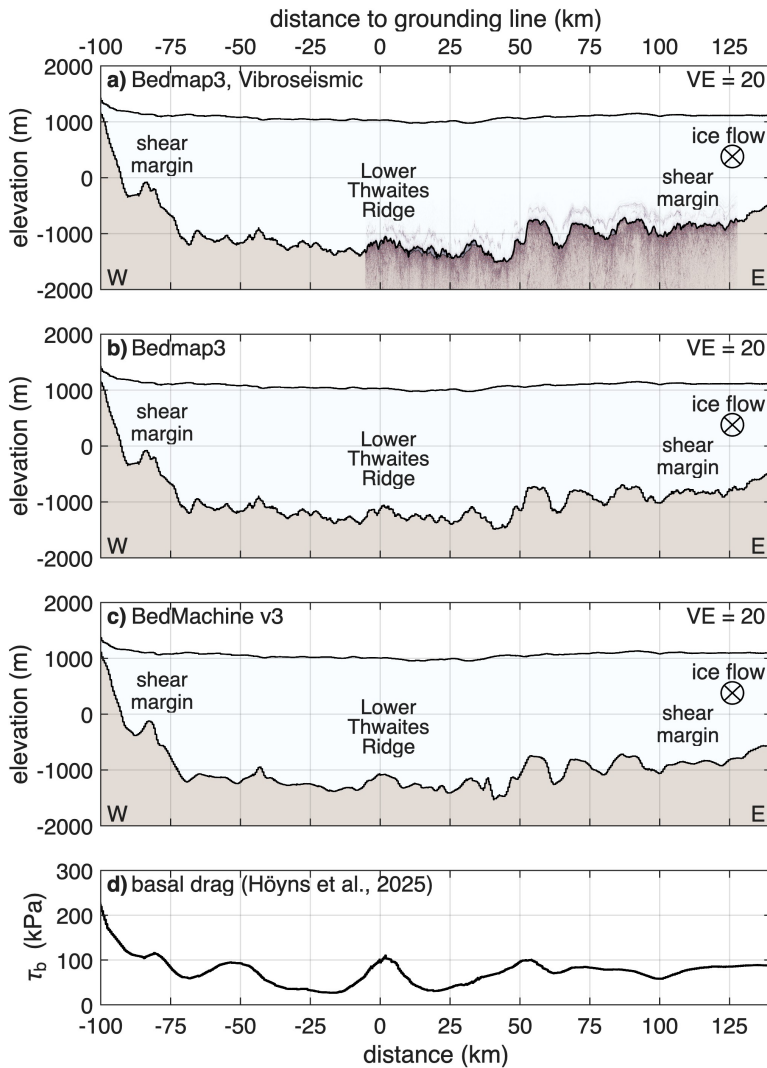 distance to grounding line (km)
-100 -75 -50 -25 0 25 50 75 100 125
a) Bedmap3, Vibroseismic VE = 20
2000
1000
0
-1000
-2000
elevation (m)
shear
margin
Lower
Thwaites
Ridge
ice flow
shear
margin
W E
b) Bedmap3 VE = 20
2000
1000
0
-1000
-2000
elevation (m)
shear
margin
Lower
Thwaites
Ridge
ice flow
shear
margin
W E
c) BedMachine v3 VE = 20
2000
1000
0
-1000
-2000
elevation (m)
shear
margin
Lower
Thwaites
Ridge
ice flow
shear
margin
W E
d) basal drag (Höyns et al., 2025)
300
200
100
0
τb (kPa)
-100 -75 -50 -25 0 25 50 75 100 125
distance (km)